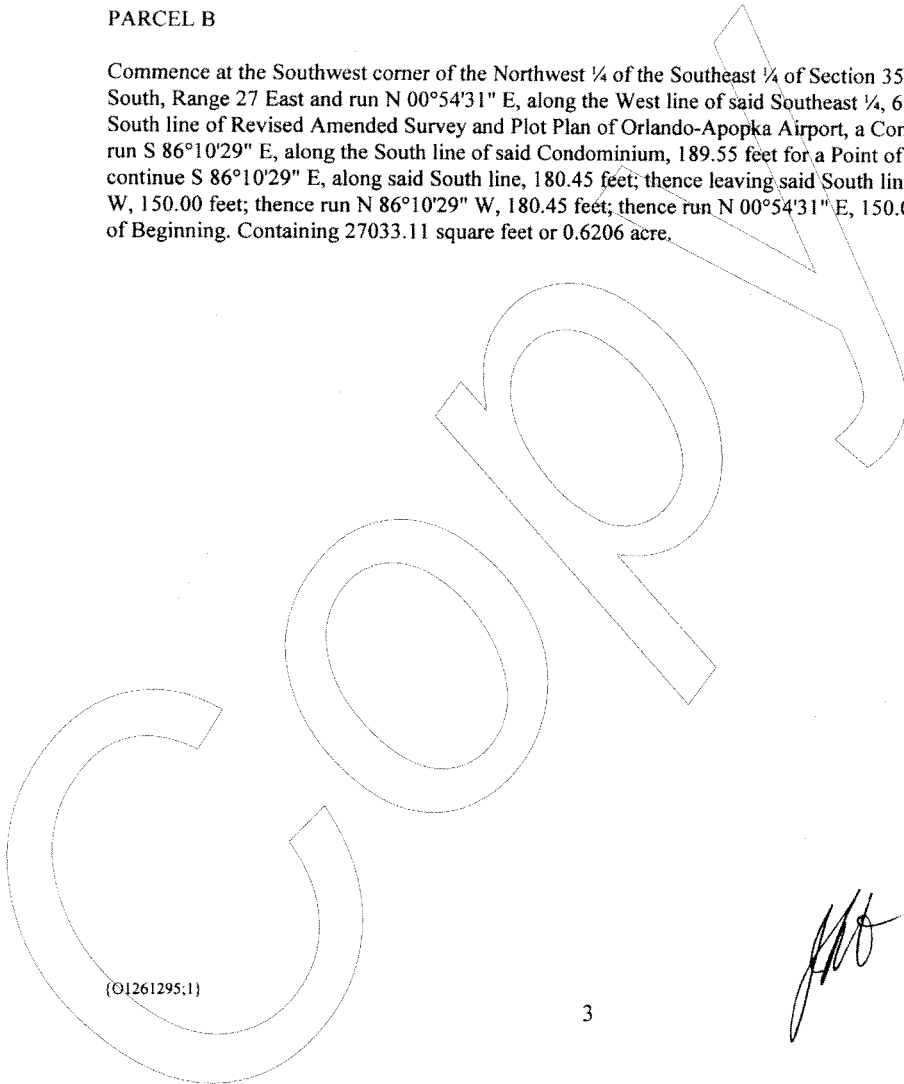 PARCEL B
Commence at the Southwest corner of the Northwest ¼ of the Southeast ¼ of Section 35
South, Range 27 East and run N 00°54'31" E, along the West line of said Southeast ¼, 6
South line of Revised Amended Survey and Plot Plan of Orlando-Apopka Airport, a Con
run S 86°10'29" E, along the South line of said Condominium, 189.55 feet for a Point of
continue S 86°10'29" E, along said South line, 180.45 feet; thence leaving said South lin
W, 150.00 feet; thence run N 86°10'29" W, 180.45 feet; thence run N 00°54'31" E, 150.0
of Beginning. Containing 27033.11 square feet or 0.6206 acre.
Copy
{O1261295;1}
3